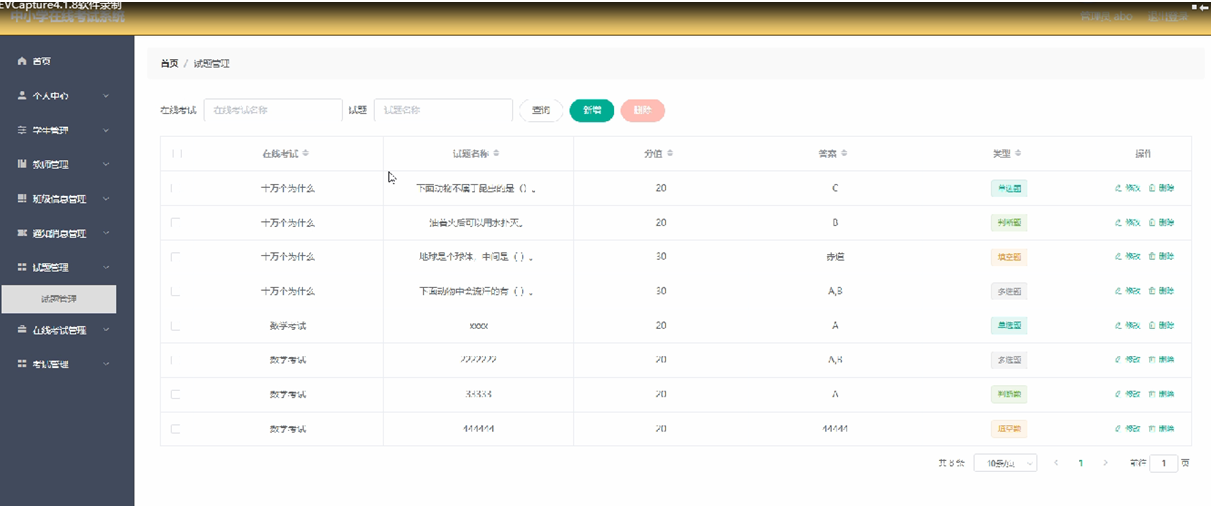 EVCapture4.1.8软件录制
中小学在线考试系统
管理员 abo 退出登录
首页
个人中心
学生管理
教师管理
班级信息管理
通知消息管理
试题管理
试题管理
在线考试管理
考试管理
首页 / 试题管理
在线考试 在线考试名称 试题 试题名称 查询 新增 删除
在线考试 试题名称 分值 答案 类型 操作
十万个为什么 下面动物不属于昆虫的是（）。 20 C 单选题 修改 删除
十万个为什么 油着火后可以用水扑灭。 20 B 判断题 修改 删除
十万个为什么 地球是个球体，中间是（ ）。 30 赤道 填空题 修改 删除
十万个为什么 下面动物中会流汗的有（ ）。 30 A,B 多选题 修改 删除
数学考试 xxxx 20 A 单选题 修改 删除
数学考试 2222222 20 A,B 多选题 修改 删除
数学考试 33333 20 A 判断题 修改 删除
数学考试 444444 20 44444 填空题 修改 删除
共 8 条 10条/页 1 前往 1 页